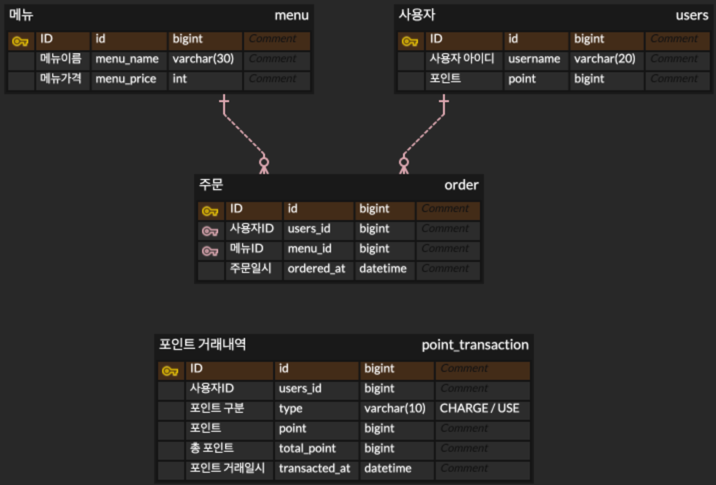 메뉴 menu
ID id bigint Comment
메뉴이름 menu_name varchar(30) Comment
메뉴가격 menu_price int Comment
사용자 users
ID id bigint Comment
사용자 아이디 username varchar(20) Comment
포인트 point bigint Comment
주문 order
ID id bigint Comment
사용자ID users_id bigint Comment
메뉴ID menu_id bigint Comment
주문일시 ordered_at datetime Comment
포인트 거래내역 point_transaction
ID id bigint Comment
사용자ID users_id bigint Comment
포인트 구분 type varchar(10) CHARGE / USE
포인트 point bigint Comment
총 포인트 total_point bigint Comment
포인트 거래일시 transacted_at datetime Comment